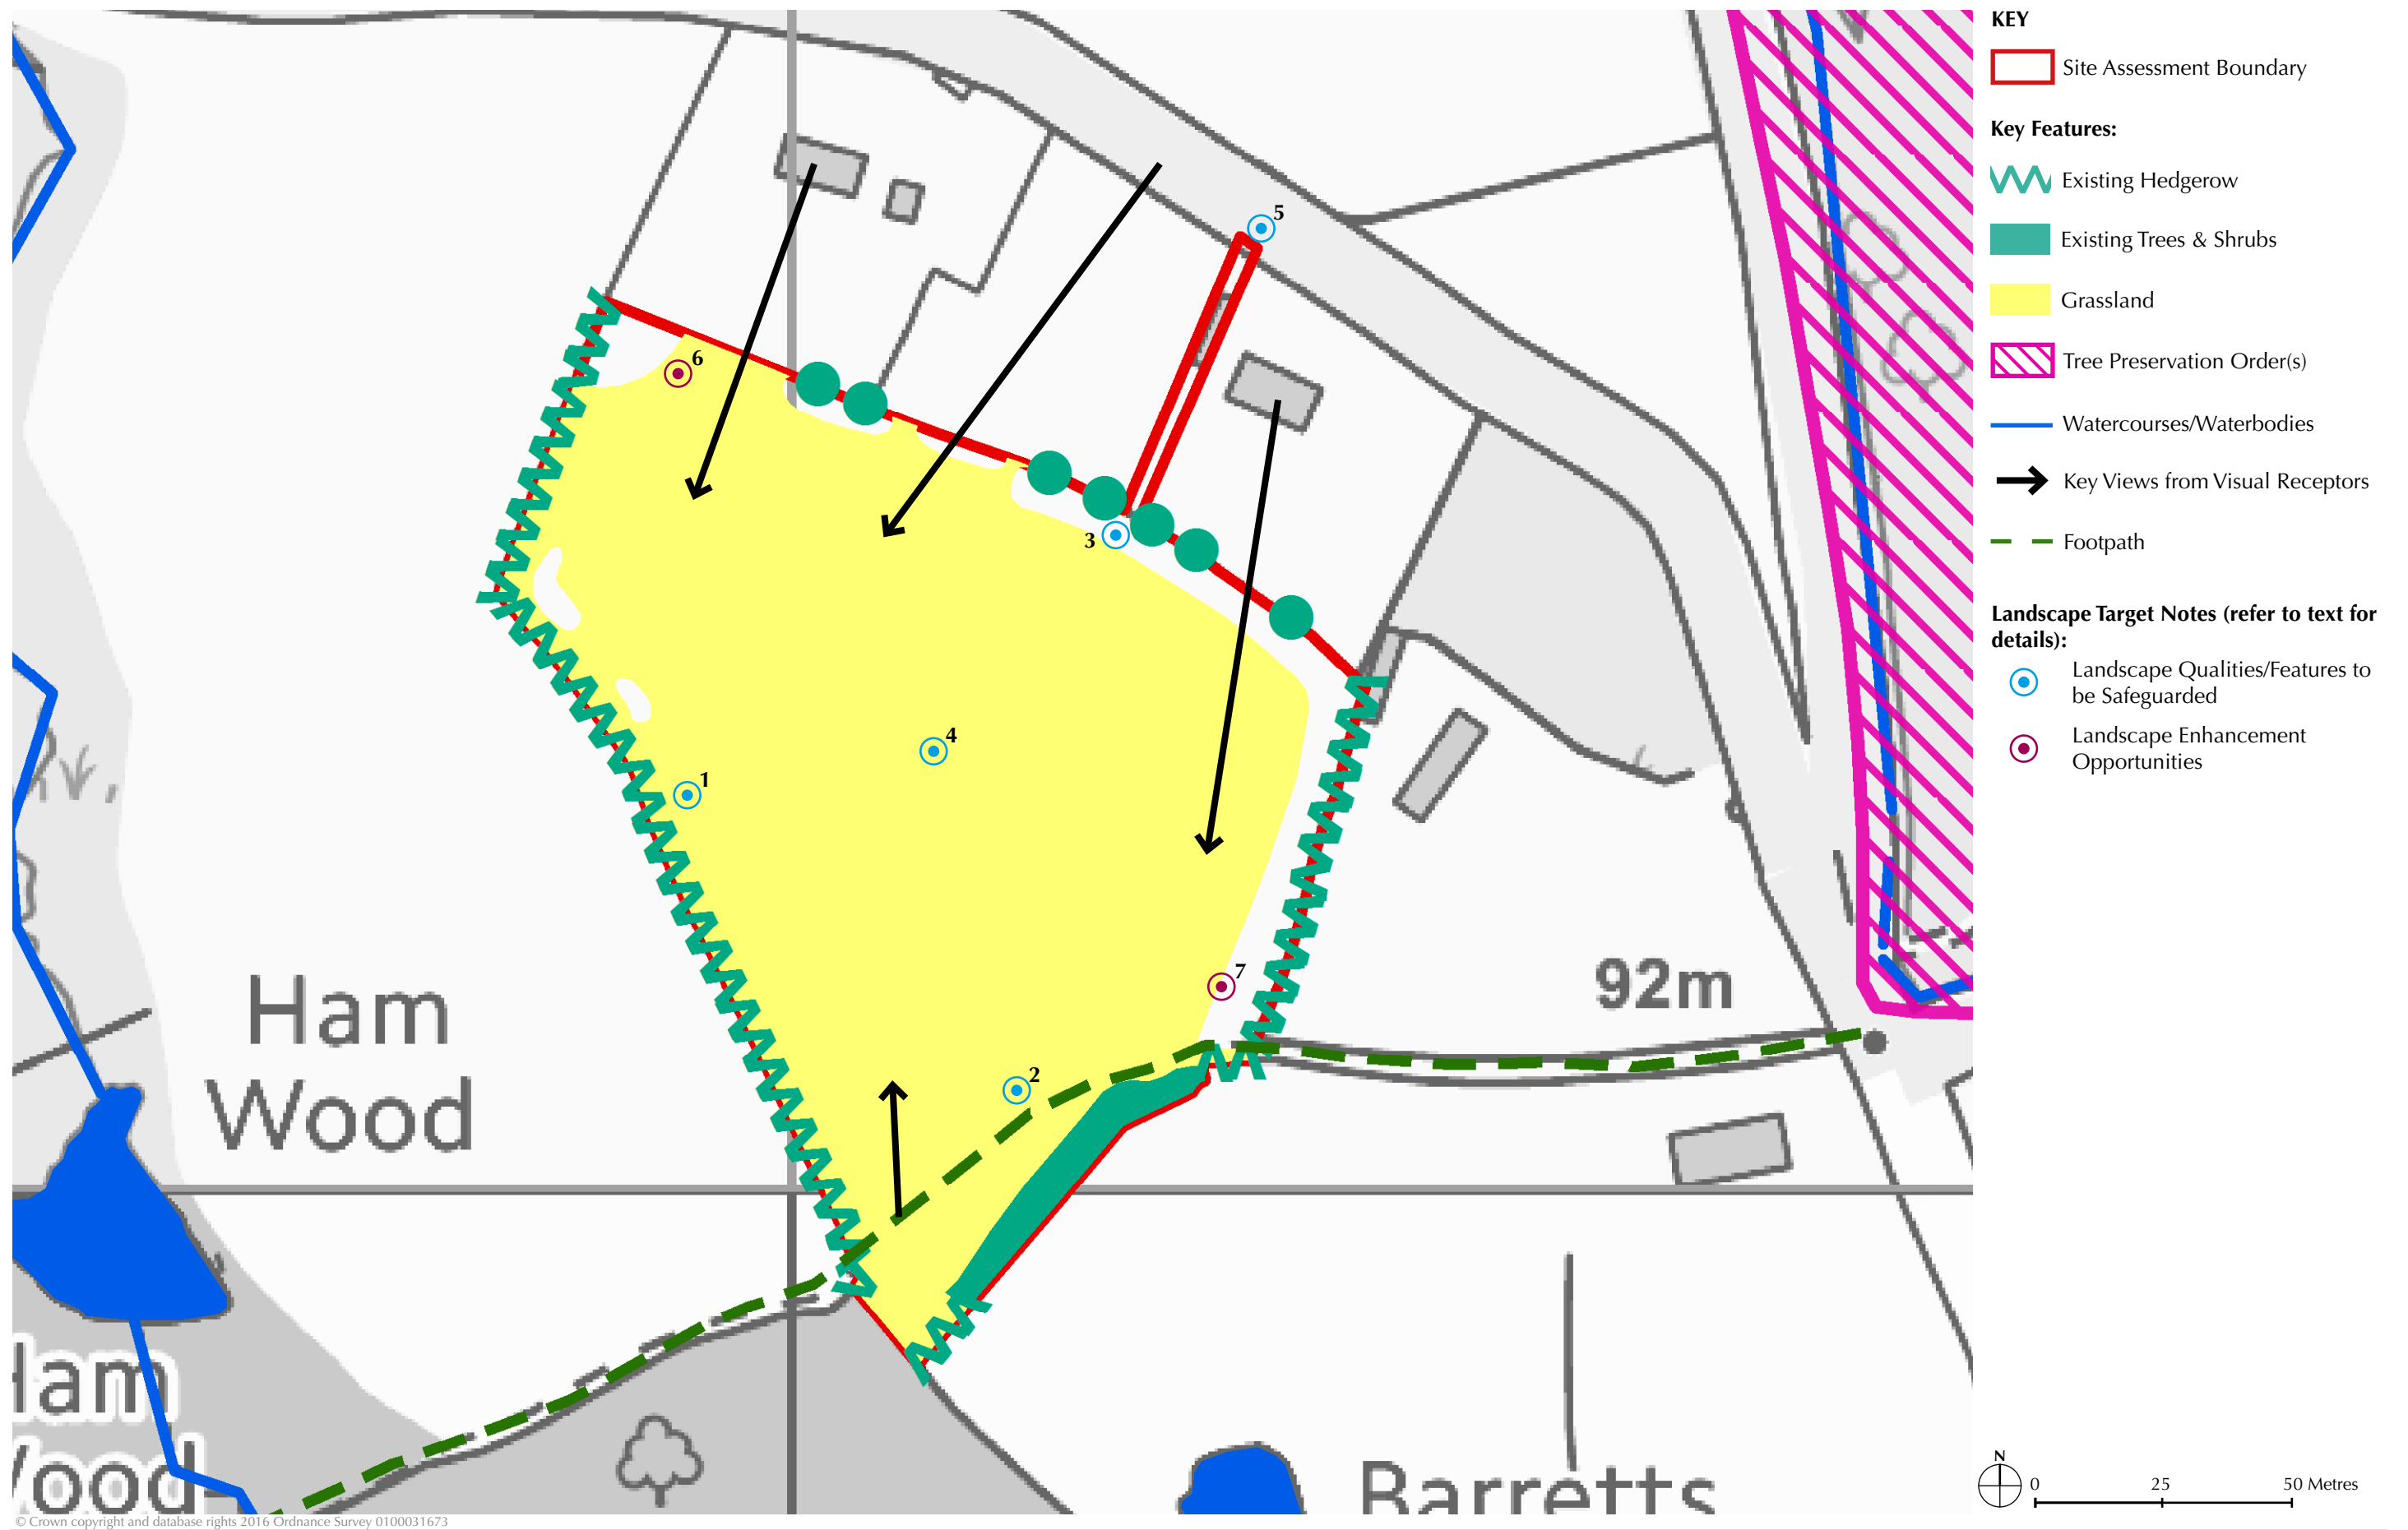 KEY
Site Assessment Boundary
Key Features:
Existing Hedgerow
Existing Trees & Shrubs
Grassland
Tree Preservation Order(s)
Watercourses/Waterbodies
Key Views from Visual Receptors
Footpath
Landscape Target Notes (refer to text for
details):
Landscape Qualities/Features to
be Safeguarded
Landscape Enhancement
Opportunities
5
6
3
4
1
7
2
92m
Ham
Wood
Ham
Wood
Barretts
N
0 25 50 Metres
© Crown copyright and database rights 2016 Ordnance Survey 0100031673